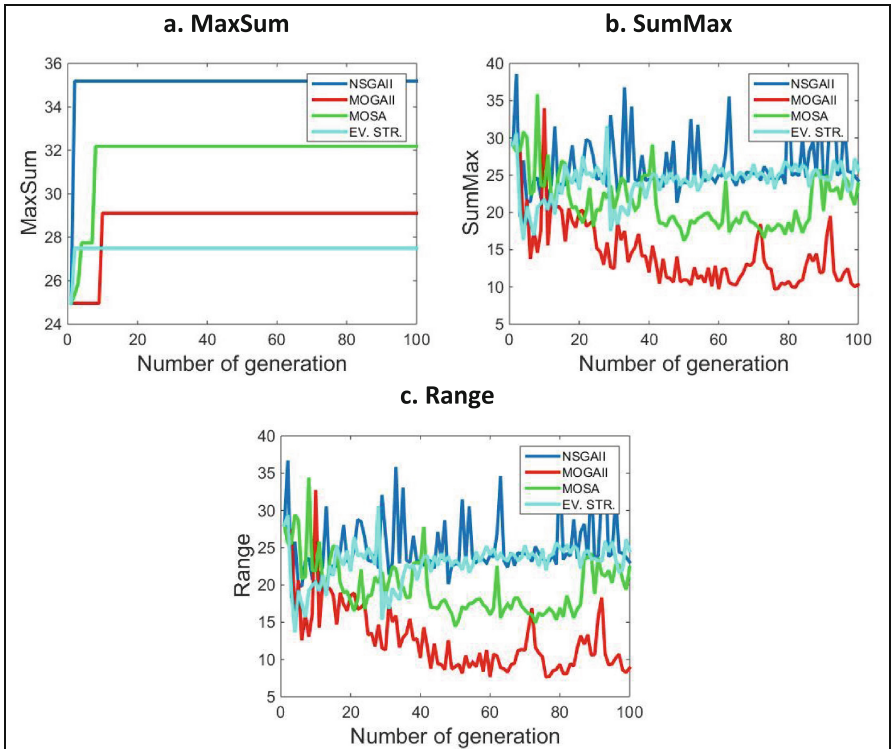 a. MaxSum
36
34
32
30
28
26
24
MaxSum
0 20 40 60 80 100
Number of generation
NSGAII
MOGAII
MOSA
EV. STR.
b. SumMax
40
35
30
25
20
15
10
5
SumMax
0 20 40 60 80 100
Number of generation
NSGAII
MOGAII
MOSA
EV. STR.
c. Range
40
35
30
25
20
15
10
5
Range
0 20 40 60 80 100
Number of generation
NSGAII
MOGAII
MOSA
EV. STR.